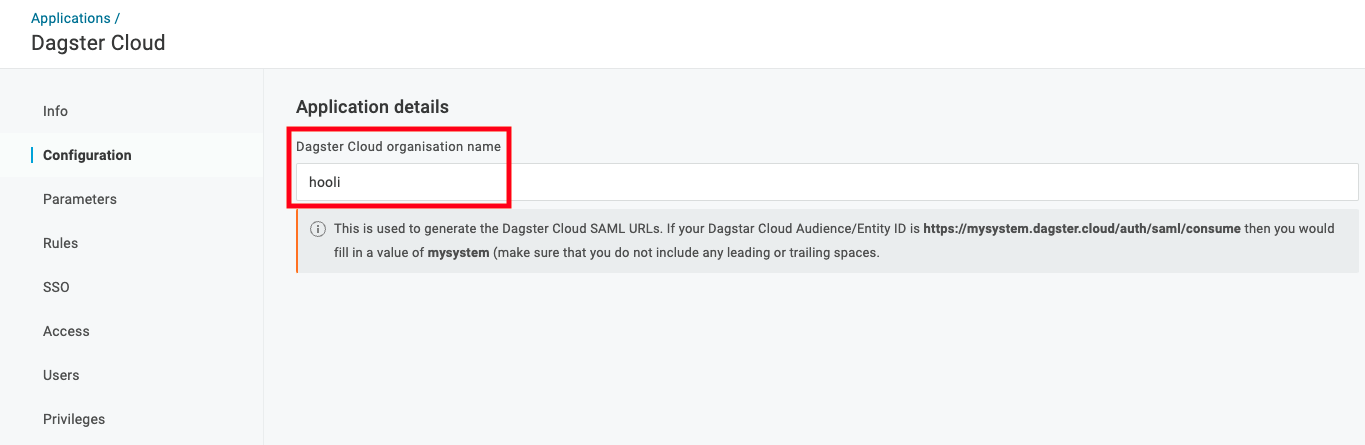 Applications /
Dagster Cloud
Info
Configuration
Parameters
Rules
SSO
Access
Users
Privileges
Application details
Dagster Cloud organisation name
hooli
This is used to generate the Dagster Cloud SAML URLs. If your Dagstar Cloud Audience/Entity ID is https://mysystem.dagster.cloud/auth/saml/consume then you would
fill in a value of mysystem (make sure that you do not include any leading or trailing spaces.